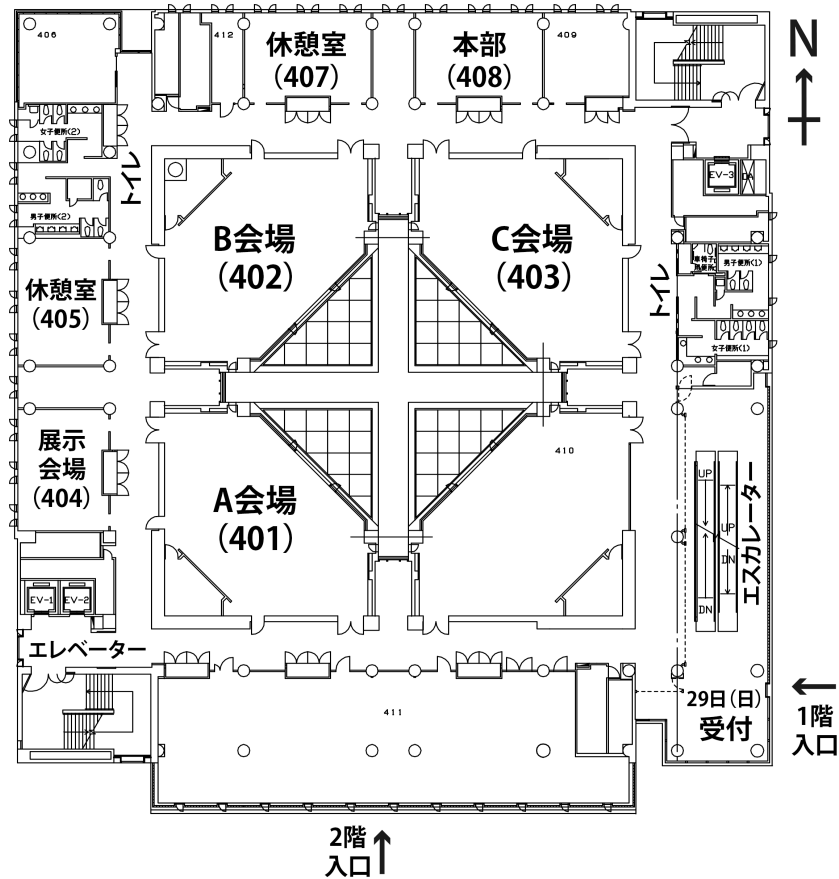 406
412
休憩室
(407)
本部
(408)
409
N
女子便所(2)
トイレ
男子便所(2)
EV-3
B会場
(402)
C会場
(403)
トイレ
車椅子
男子便所(1)
女子便所(1)
休憩室
(405)
展示
会場
(404)
A会場
(401)
410
UP
UP
DN
DN
エスカレーター
EV-1
EV-2
エレベーター
411
29日(日)
受付
1階
入口
2階
入口